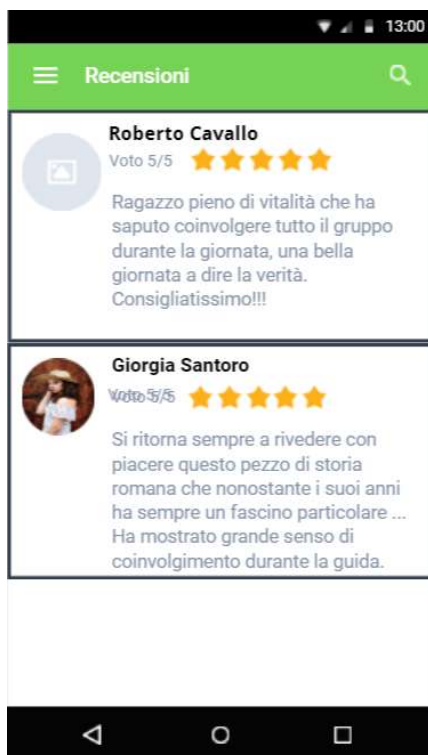 13:00
Recensioni
Roberto Cavallo
Voto 5/5
Ragazzo pieno di vitalità che ha
saputo coinvolgere tutto il gruppo
durante la giornata, una bella
giornata a dire la verità.
Consigliatissimo!!!
Giorgia Santoro
Voto 5/5
Si ritorna sempre a rivedere con
piacere questo pezzo di storia
romana che nonostante i suoi anni
ha sempre un fascino particolare ...
Ha mostrato grande senso di
coinvolgimento durante la guida.